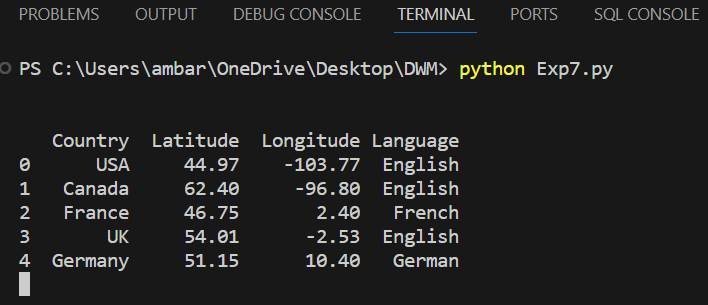 PROBLEMS OUTPUT DEBUG CONSOLE TERMINAL PORTS SQL CONSOLE
PS C:\Users\ambar\OneDrive\Desktop\DWM> python Exp7.py
Country Latitude Longitude Language
0 USA 44.97 -103.77 English
1 Canada 62.40 -96.80 English
2 France 46.75 2.40 French
3 UK 54.01 -2.53 English
4 Germany 51.15 10.40 German